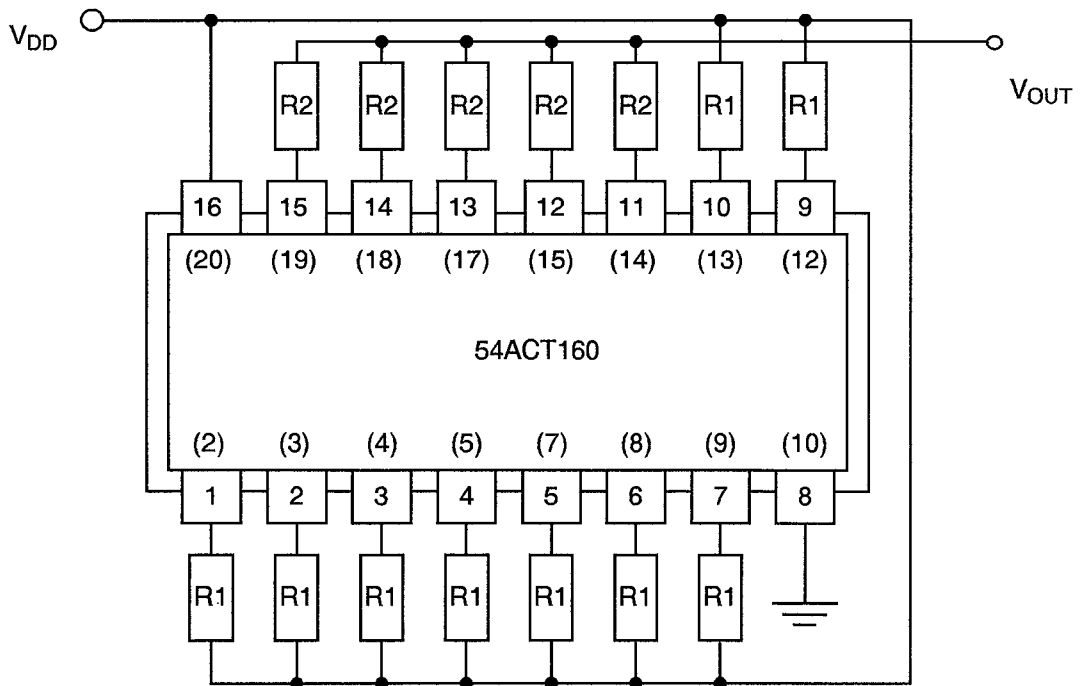 V_DD
V_OUT
R2 R2 R2 R2 R2 R1 R1
16 15 14 13 12 11 10 9
(20) (19) (18) (17) (15) (14) (13) (12)
54ACT160
(2) (3) (4) (5) (7) (8) (9) (10)
1 2 3 4 5 6 7 8
R1 R1 R1 R1 R1 R1 R1